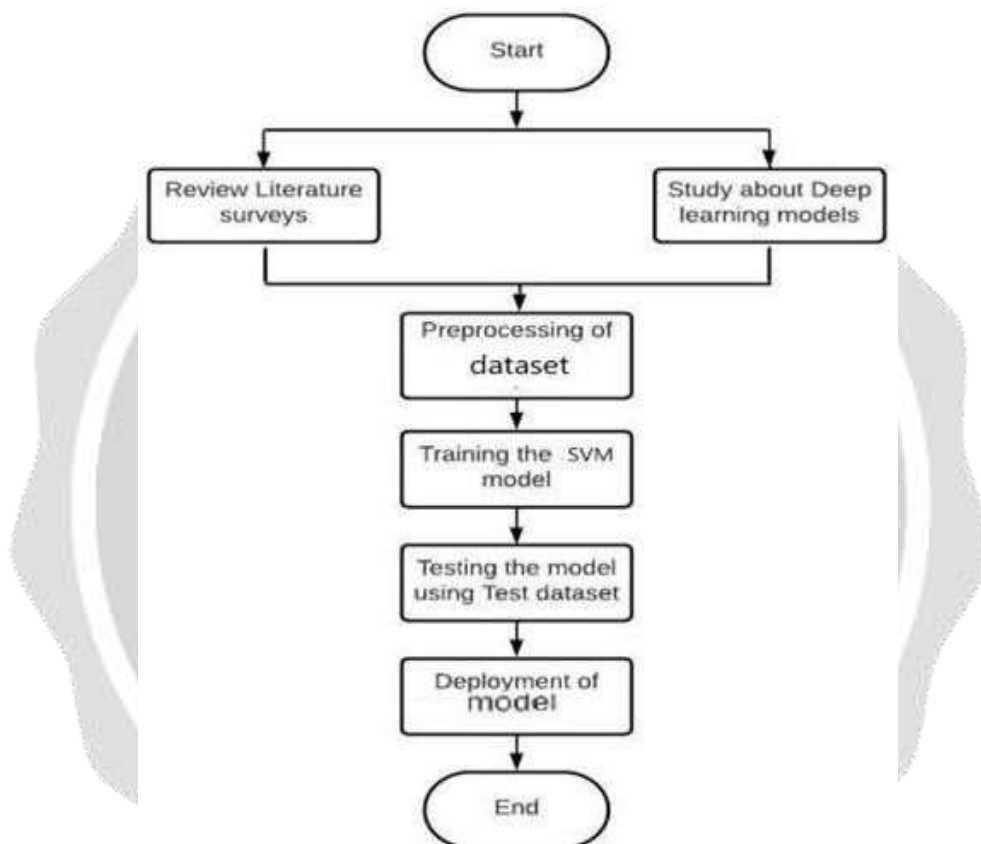 Start
Review Literature
surveys
Study about Deep
learning models
Preprocessing of
dataset
Training the SVM
model
Testing the model
using Test dataset
Deployment of
model
End